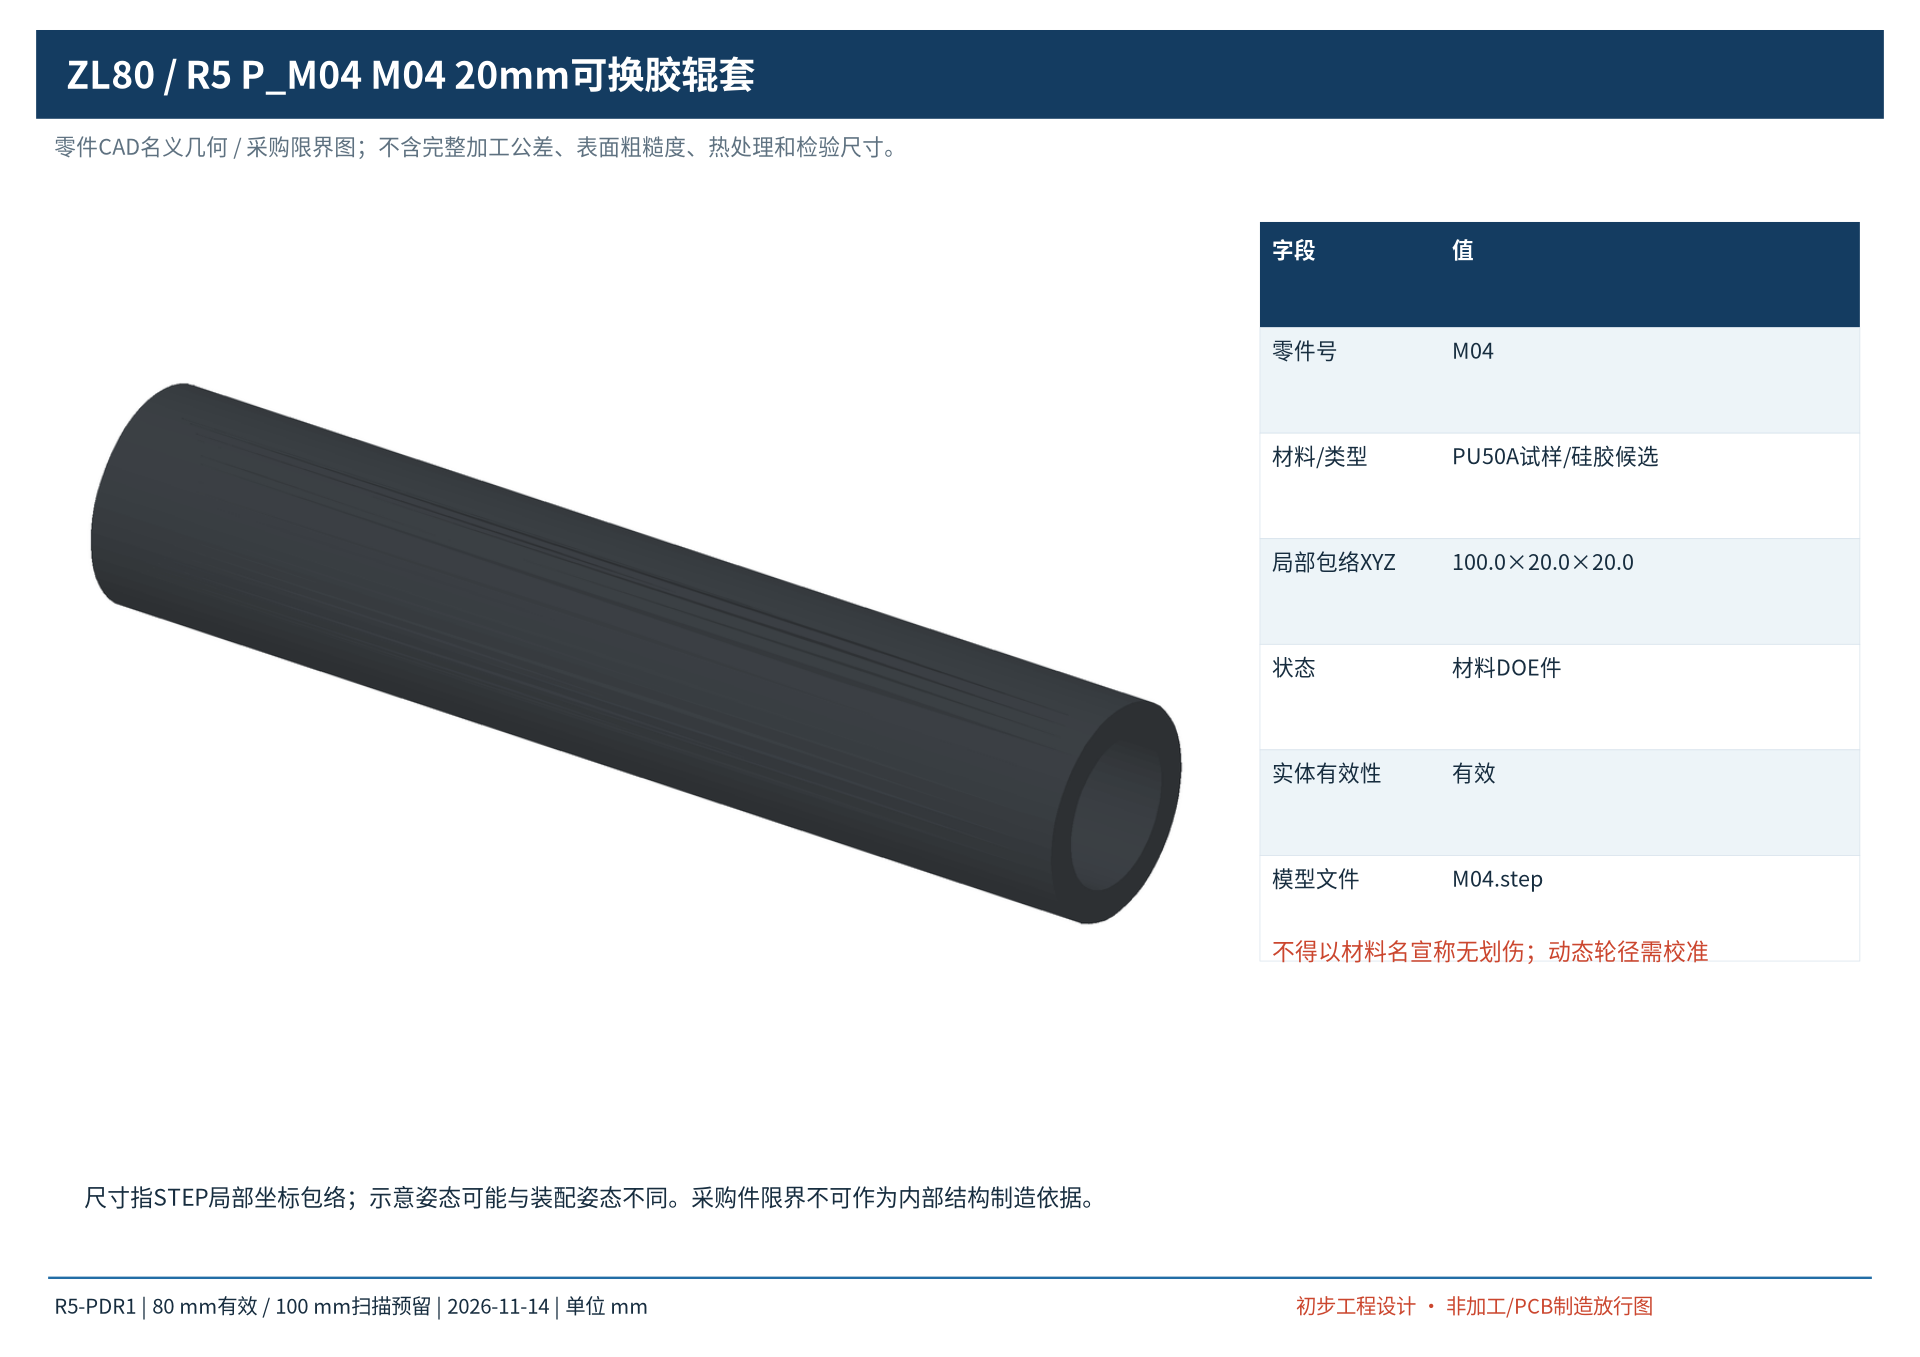 ZL80 / R5 P_M04 M04 20mm可换胶辊套
零件CAD名义几何 / 采购限界图；不含完整加工公差、表面粗糙度、热处理和检验尺寸。
字段 值
零件号 M04
材料/类型 PU50A试样/硅胶候选
局部包络XYZ 100.0×20.0×20.0
状态 材料DOE件
实体有效性 有效
模型文件 M04.step
不得以材料名宣称无划伤；动态轮径需校准
尺寸指STEP局部坐标包络；示意姿态可能与装配姿态不同。采购件限界不可作为内部结构制造依据。
R5-PDR1 | 80 mm有效 / 100 mm扫描预留 | 2026-11-14 | 单位 mm
初步工程设计 · 非加工/PCB制造放行图